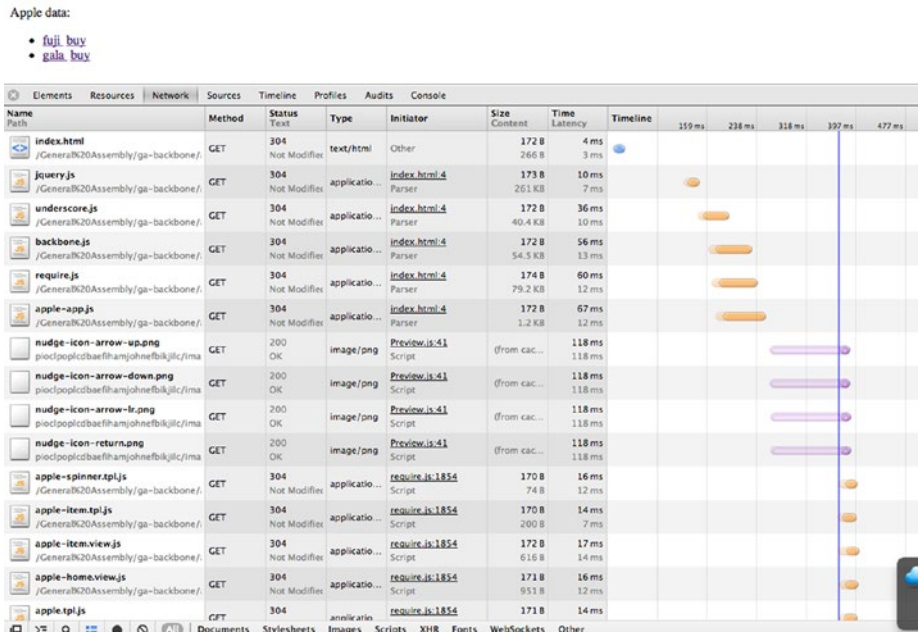 Apple data:
• fuji buy
• gala buy
Elements Resources Network Sources Timeline Profiles Audits Console
Name Path Method Status Text Type Initiator Size Content Time Latency Timeline 159 ms 238 ms 318 ms 397 ms 477 ms
index.html GET 304 text/html Other 172 B 4 ms
/General%20Assembly/ga-backbone/ Not Modified 266 B 3 ms
jquery.js GET 304 applicatio... index.html:4 173 B 10 ms
/General%20Assembly/ga-backbone/ Not Modified Parser 261 KB 7 ms
underscore.js GET 304 applicatio... index.html:4 172 B 36 ms
/General%20Assembly/ga-backbone/ Not Modified Parser 40.4 KB 10 ms
backbone.js GET 304 applicatio... index.html:4 172 B 56 ms
/General%20Assembly/ga-backbone/ Not Modified Parser 54.5 KB 13 ms
require.js GET 304 applicatio... index.html:4 174 B 60 ms
/General%20Assembly/ga-backbone/ Not Modified Parser 79.2 KB 12 ms
apple-app.js GET 304 applicatio... index.html:4 172 B 67 ms
/General%20Assembly/ga-backbone/ Not Modified Parser 1.2 KB 12 ms
nudge-icon-arrow-up.png GET 200 image/png Preview.js:41 (from cac... 118 ms
OK Script 118 ms
nudge-icon-arrow-down.png GET 200 image/png Preview.js:41 (from cac... 118 ms
OK Script 118 ms
nudge-icon-arrow-lr.png GET 200 image/png Preview.js:41 (from cac... 118 ms
OK Script 118 ms
nudge-icon-return.png GET 200 image/png Preview.js:41 (from cac... 118 ms
OK Script 118 ms
apple-spinner.tpl.js GET 304 applicatio... require.js:1854 170 B 16 ms
/General%20Assembly/ga-backbone/ Not Modified Script 74 B 12 ms
apple-item.tpl.js GET 304 applicatio... require.js:1854 170 B 14 ms
/General%20Assembly/ga-backbone/ Not Modified Script 200 B 7 ms
apple-item.view.js GET 304 applicatio... require.js:1854 172 B 17 ms
/General%20Assembly/ga-backbone/ Not Modified Script 616 B 14 ms
apple-home.view.js GET 304 applicatio... require.js:1854 171 B 16 ms
/General%20Assembly/ga-backbone/ Not Modified Script 951 B 12 ms
apple.tpl.js GET 304 applicatio... require.js:1854 171 B 14 ms
All Documents Stylesheets Images Scripts XHR Fonts WebSockets Other